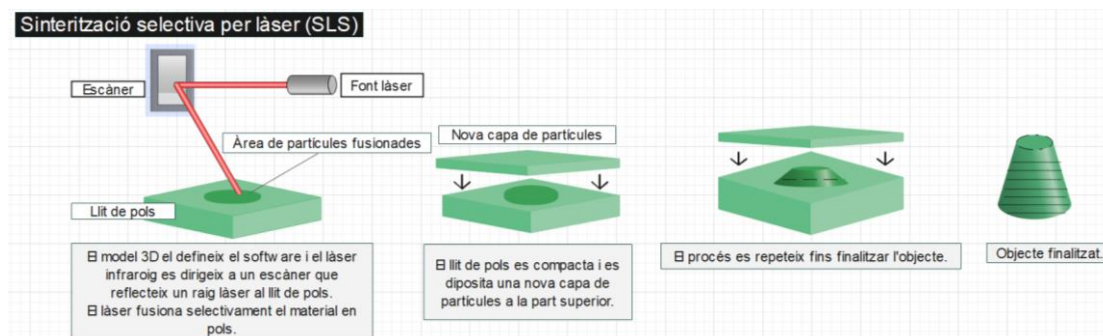 Sinterització selectiva per làser (SLS)
Escàner
Font làser
Àrea de partícules fusionades
Llit de pols
El model 3D el defineix el software i el làser
infraroig es dirigeix a un escàner que
reflecteix un raig làser al llit de pols.
El làser fusiona selectivament el material en
pols.
Nova capa de partícules
El llit de pols es compacta i es
diposita una nova capa de
partícules a la part superior.
El procés es repeteix fins finalitzar l'objecte.
Objecte finalitzat.